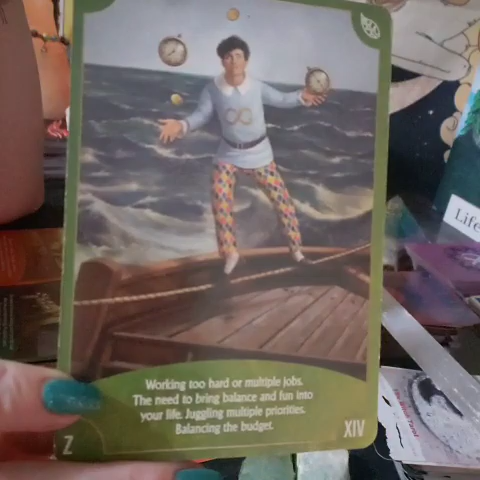 Working too hard or multiple jobs.
The need to bring balance and fun into
your life. Juggling multiple priorities.
Balancing the budget.
Z
XIV
Life